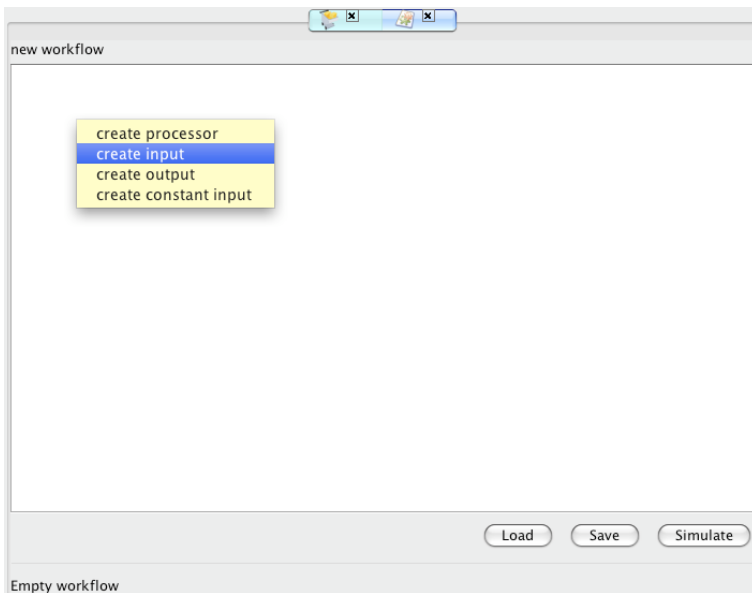 new workflow
create processor
create input
create output
create constant input
Load Save Simulate
Empty workflow